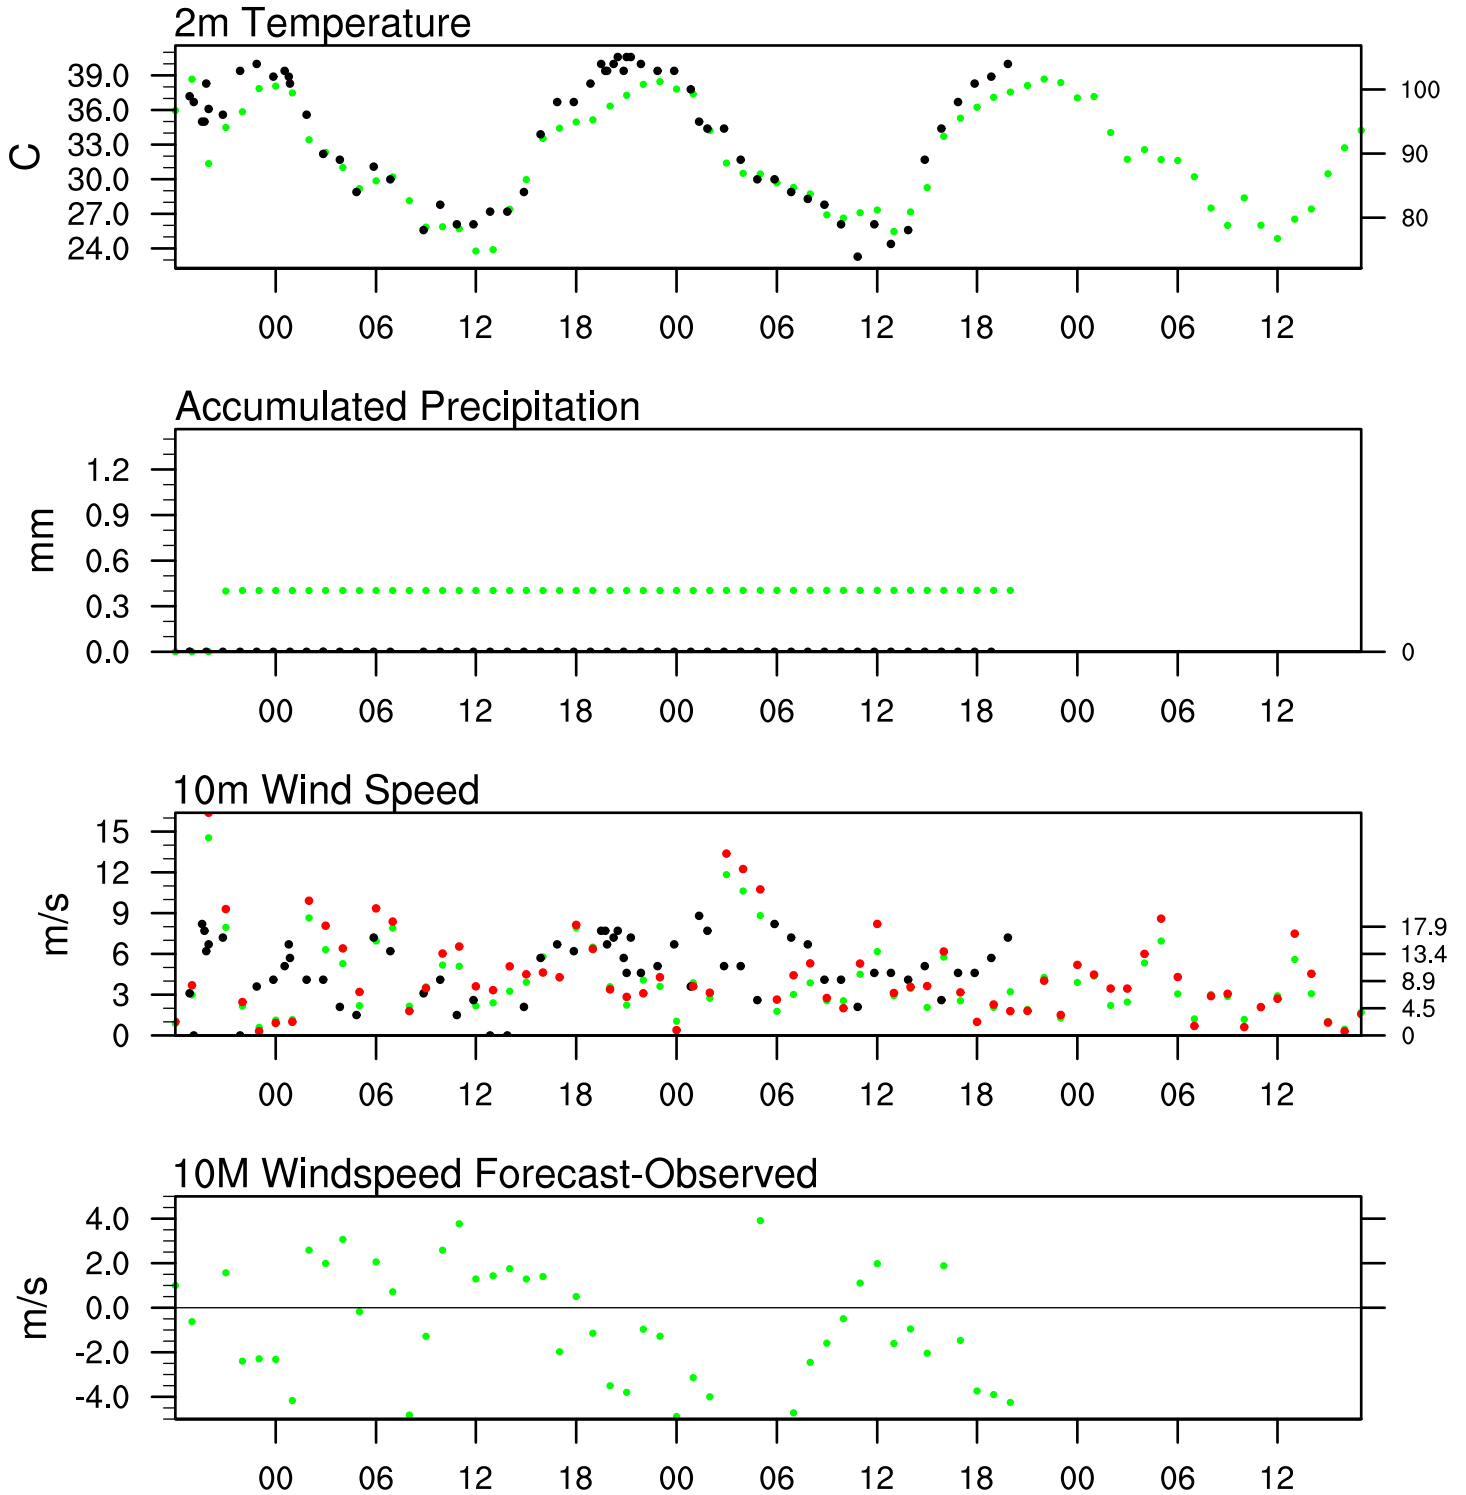 2m Temperature
39.0
36.0
33.0
30.0
27.0
24.0
C
100
90
80
00 06 12 18 00 06 12 18 00 06 12
Accumulated Precipitation
1.2
0.9
0.6
0.3
0.0
mm
0
00 06 12 18 00 06 12 18 00 06 12
10m Wind Speed
15
12
9
6
3
0
m/s
17.9
13.4
8.9
4.5
0
00 06 12 18 00 06 12 18 00 06 12
10M Windspeed Forecast-Observed
4.0
2.0
0.0
-2.0
-4.0
m/s
00 06 12 18 00 06 12 18 00 06 12